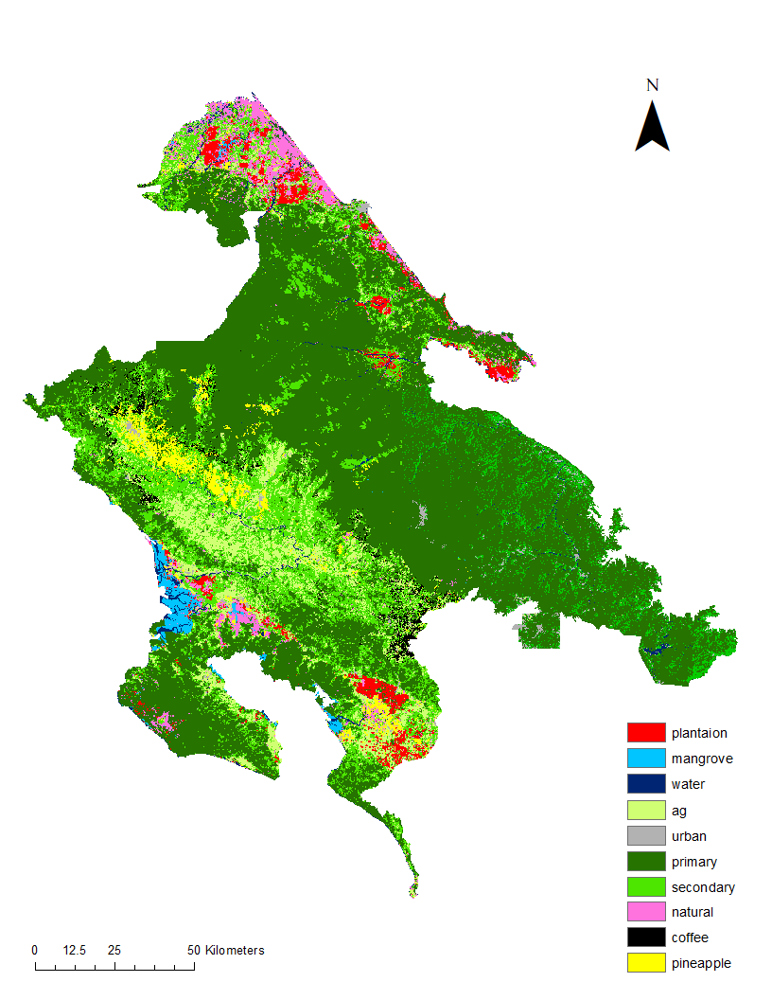 N
plantaion
mangrove
water
ag
urban
primary
secondary
natural
coffee
pineapple
0 12.5 25 50 Kilometers